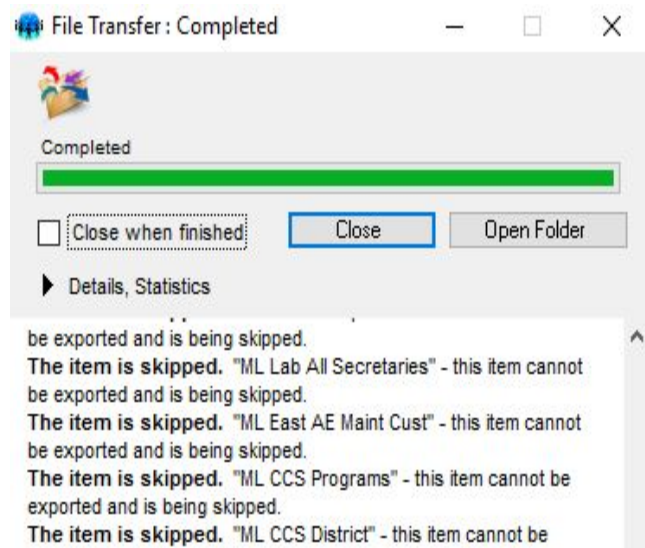 File Transfer : Completed
Completed
Close when finished
Close
Open Folder
Details, Statistics
be exported and is being skipped.
The item is skipped. "ML Lab All Secretaries" - this item cannot
be exported and is being skipped.
The item is skipped. "ML East AE Maint Cust" - this item cannot
be exported and is being skipped.
The item is skipped. "ML CCS Programs" - this item cannot be
exported and is being skipped.
The item is skipped. "ML CCS District" - this item cannot be